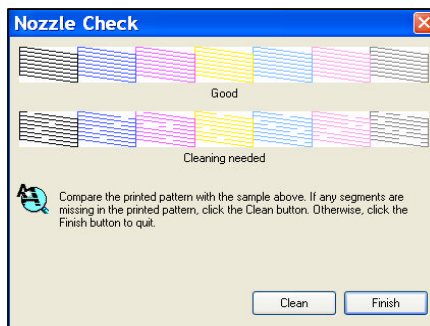 Nozzle Check
Good
Cleaning needed
Compare the printed pattern with the sample above. If any segments are
missing in the printed pattern, click the Clean button. Otherwise, click the
Finish button to quit.
Clean
Finish